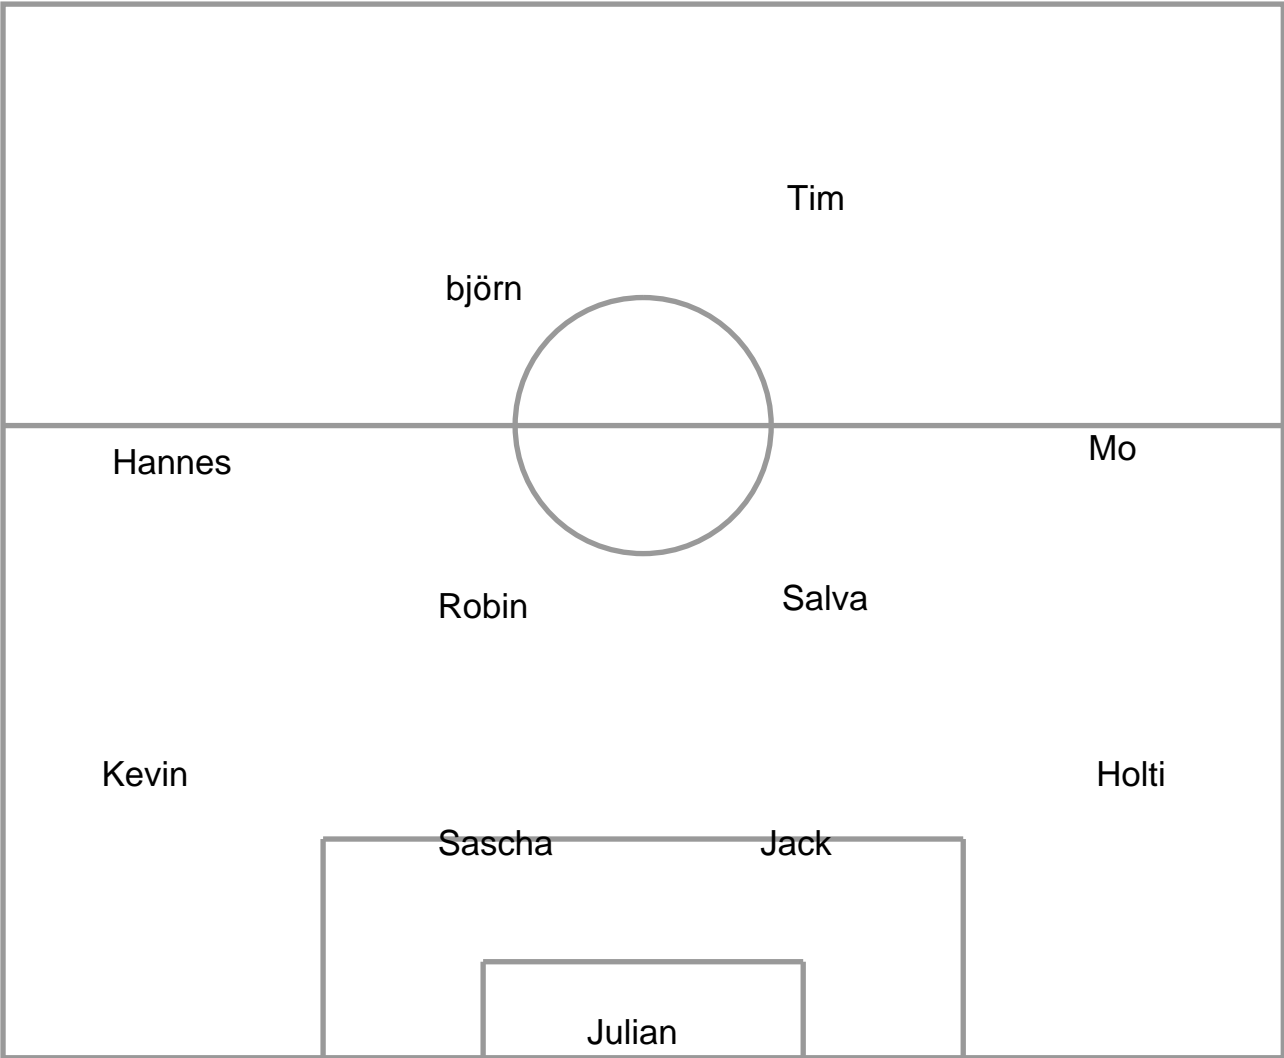 Tim
björn
Mo
Hannes
Salva
Robin
Kevin
Holti
Sascha
Jack
Julian